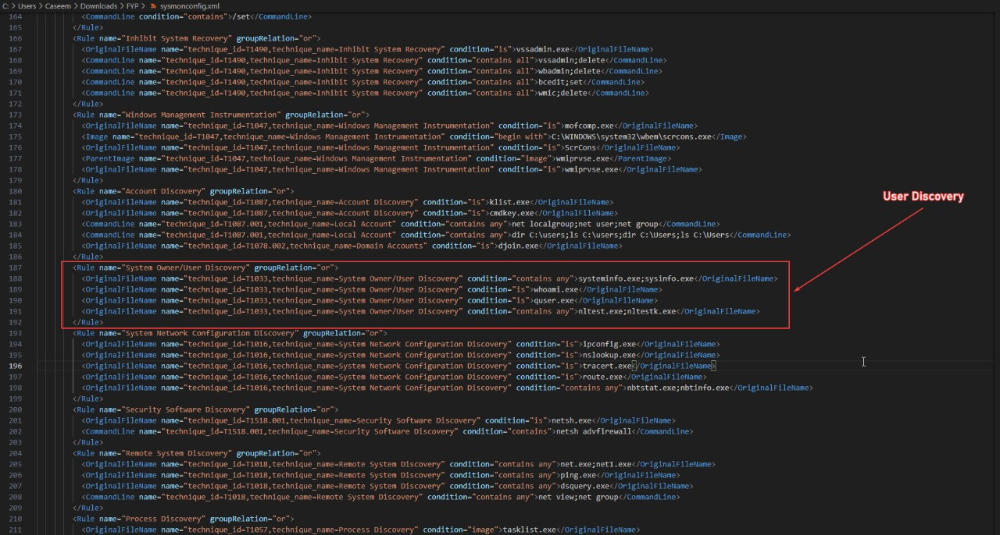 C: > Users > Caseem > Downloads > FYP > sysmonconfig.xml
164 <CommandLine condition="contains">/set</CommandLine>
165 </Rule>
166 <Rule name="Inhibit System Recovery" groupRelation="or">
167 <OriginalFileName name="technique_id=T1490,technique_name=Inhibit System Recovery" condition="is">vssadmin.exe</OriginalFileName>
168 <CommandLine name="technique_id=T1490,technique_name=Inhibit System Recovery" condition="contains all">vssadmin;delete</CommandLine>
169 <CommandLine name="technique_id=T1490,technique_name=Inhibit System Recovery" condition="contains all">wbadmin;delete</CommandLine>
170 <CommandLine name="technique_id=T1490,technique_name=Inhibit System Recovery" condition="contains all">bcedit;set</CommandLine>
171 <CommandLine name="technique_id=T1490,technique_name=Inhibit System Recovery" condition="contains all">wmic;delete</CommandLine>
172 </Rule>
173 <Rule name="Windows Management Instrumentation" groupRelation="or">
174 <OriginalFileName name="technique_id=T1047,technique_name=Windows Management Instrumentation" condition="is">mofcomp.exe</OriginalFileName>
175 <Image name="technique_id=T1047,technique_name=Windows Management Instrumentation" condition="begin with">C:\WINDOWS\system32\wbem\scrcons.exe</Image>
176 <OriginalFileName name="technique_id=T1047,technique_name=Windows Management Instrumentation" condition="is">ScrCons</OriginalFileName>
177 <ParentImage name="technique_id=T1047,technique_name=Windows Management Instrumentation" condition="image">wmiprvse.exe</ParentImage>
178 <OriginalFileName name="technique_id=T1047,technique_name=Windows Management Instrumentation" condition="is">wmiprvse.exe</OriginalFileName>
179 </Rule>
180 <Rule name="Account Discovery" groupRelation="or">
181 <OriginalFileName name="technique_id=T1087,technique_name=Account Discovery" condition="is">klist.exe</OriginalFileName>
182 <OriginalFileName name="technique_id=T1087,technique_name=Account Discovery" condition="is">cmdkey.exe</OriginalFileName>
183 <CommandLine name="technique_id=T1087.001,technique_name=Local Account" condition="contains any">net localgroup;net user;net group</CommandLine>
184 <CommandLine name="technique_id=T1087.001,technique_name=Local Account" condition="contains any">dir C:\users;ls C:\users;dir C:\Users;ls C:\Users</CommandLine>
185 <OriginalFileName name="technique_id=T1078.002,technique_name=Domain Accounts" condition="is">djoin.exe</OriginalFileName>
186 </Rule>
User Discovery
187 <Rule name="System Owner/User Discovery" groupRelation="or">
188 <OriginalFileName name="technique_id=T1033,technique_name=System Owner/User Discovery" condition="contains any">systeminfo.exe;sysinfo.exe</OriginalFileName>
189 <OriginalFileName name="technique_id=T1033,technique_name=System Owner/User Discovery" condition="is">whoami.exe</OriginalFileName>
190 <OriginalFileName name="technique_id=T1033,technique_name=System Owner/User Discovery" condition="is">quser.exe</OriginalFileName>
191 <OriginalFileName name="technique_id=T1033,technique_name=System Owner/User Discovery" condition="contains any">nltest.exe;nltestk.exe</OriginalFileName>
192 </Rule>
193 <Rule name="System Network Configuration Discovery" groupRelation="or">
194 <OriginalFileName name="technique_id=T1016,technique_name=System Network Configuration Discovery" condition="is">ipconfig.exe</OriginalFileName>
195 <OriginalFileName name="technique_id=T1016,technique_name=System Network Configuration Discovery" condition="is">nslookup.exe</OriginalFileName>
196 <OriginalFileName name="technique_id=T1016,technique_name=System Network Configuration Discovery" condition="is">tracert.exe</OriginalFileName>
197 <OriginalFileName name="technique_id=T1016,technique_name=System Network Configuration Discovery" condition="is">route.exe</OriginalFileName>
198 <OriginalFileName name="technique_id=T1016,technique_name=System Network Configuration Discovery" condition="contains any">nbtstat.exe;nbtinfo.exe</OriginalFileName>
199 </Rule>
200 <Rule name="Security Software Discovery" groupRelation="or">
201 <OriginalFileName name="technique_id=T1518.001,technique_name=Security Software Discovery" condition="is">netsh.exe</OriginalFileName>
202 <CommandLine name="technique_id=T1518.001,technique_name=Security Software Discovery" condition="contains">netsh advfirewall</CommandLine>
203 </Rule>
204 <Rule name="Remote System Discovery" groupRelation="or">
205 <OriginalFileName name="technique_id=T1018,technique_name=Remote System Discovery" condition="contains any">net.exe;net1.exe</OriginalFileName>
206 <OriginalFileName name="technique_id=T1018,technique_name=Remote System Discovery" condition="contains any">ping.exe</OriginalFileName>
207 <OriginalFileName name="technique_id=T1018,technique_name=Remote System Discovery" condition="contains any">dsquery.exe</OriginalFileName>
208 <CommandLine name="technique_id=T1018,technique_name=Remote System Discovery" condition="contains any">net view;net group</CommandLine>
209 </Rule>
210 <Rule name="Process Discovery" groupRelation="or">
211 <OriginalFileName name="technique_id=T1057,technique_name=Process Discovery" condition="image">tasklist.exe</OriginalFileName>